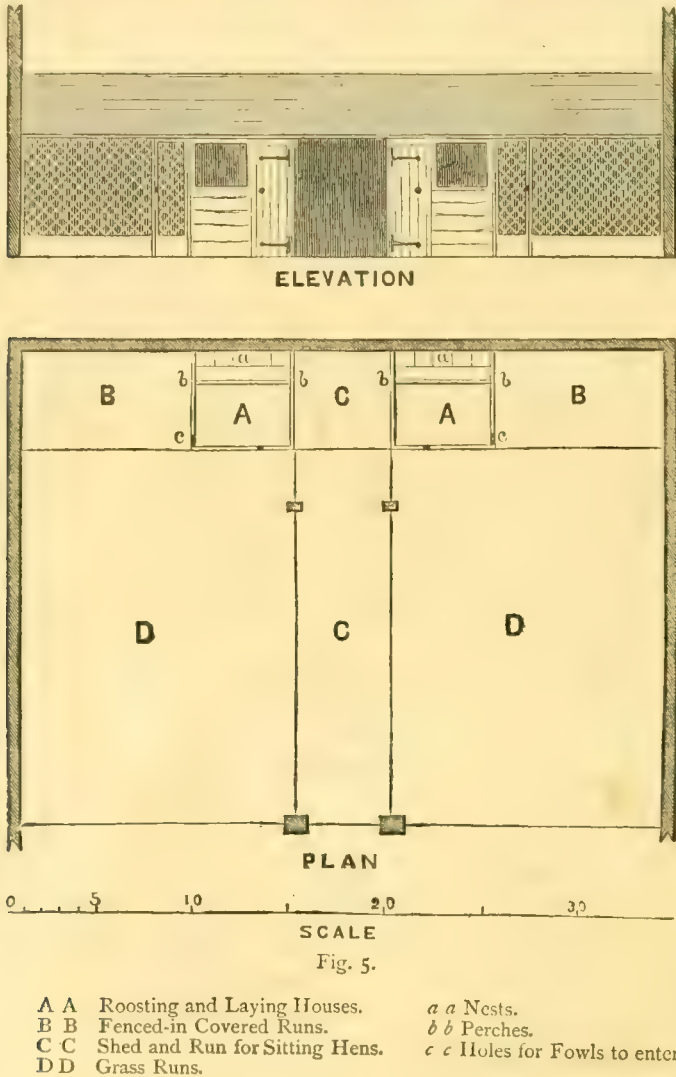 ELEVATION
a a
b b b b
B A C A B
c c
D C D
PLAN
0 5 10 20 30
SCALE
Fig. 5.
A A Roosting and Laying Houses. a a Nests.
B B Fenced-in Covered Runs. b b Perches.
C C Shed and Run for Sitting Hens. c c Holes for Fowls to enter
D D Grass Runs.